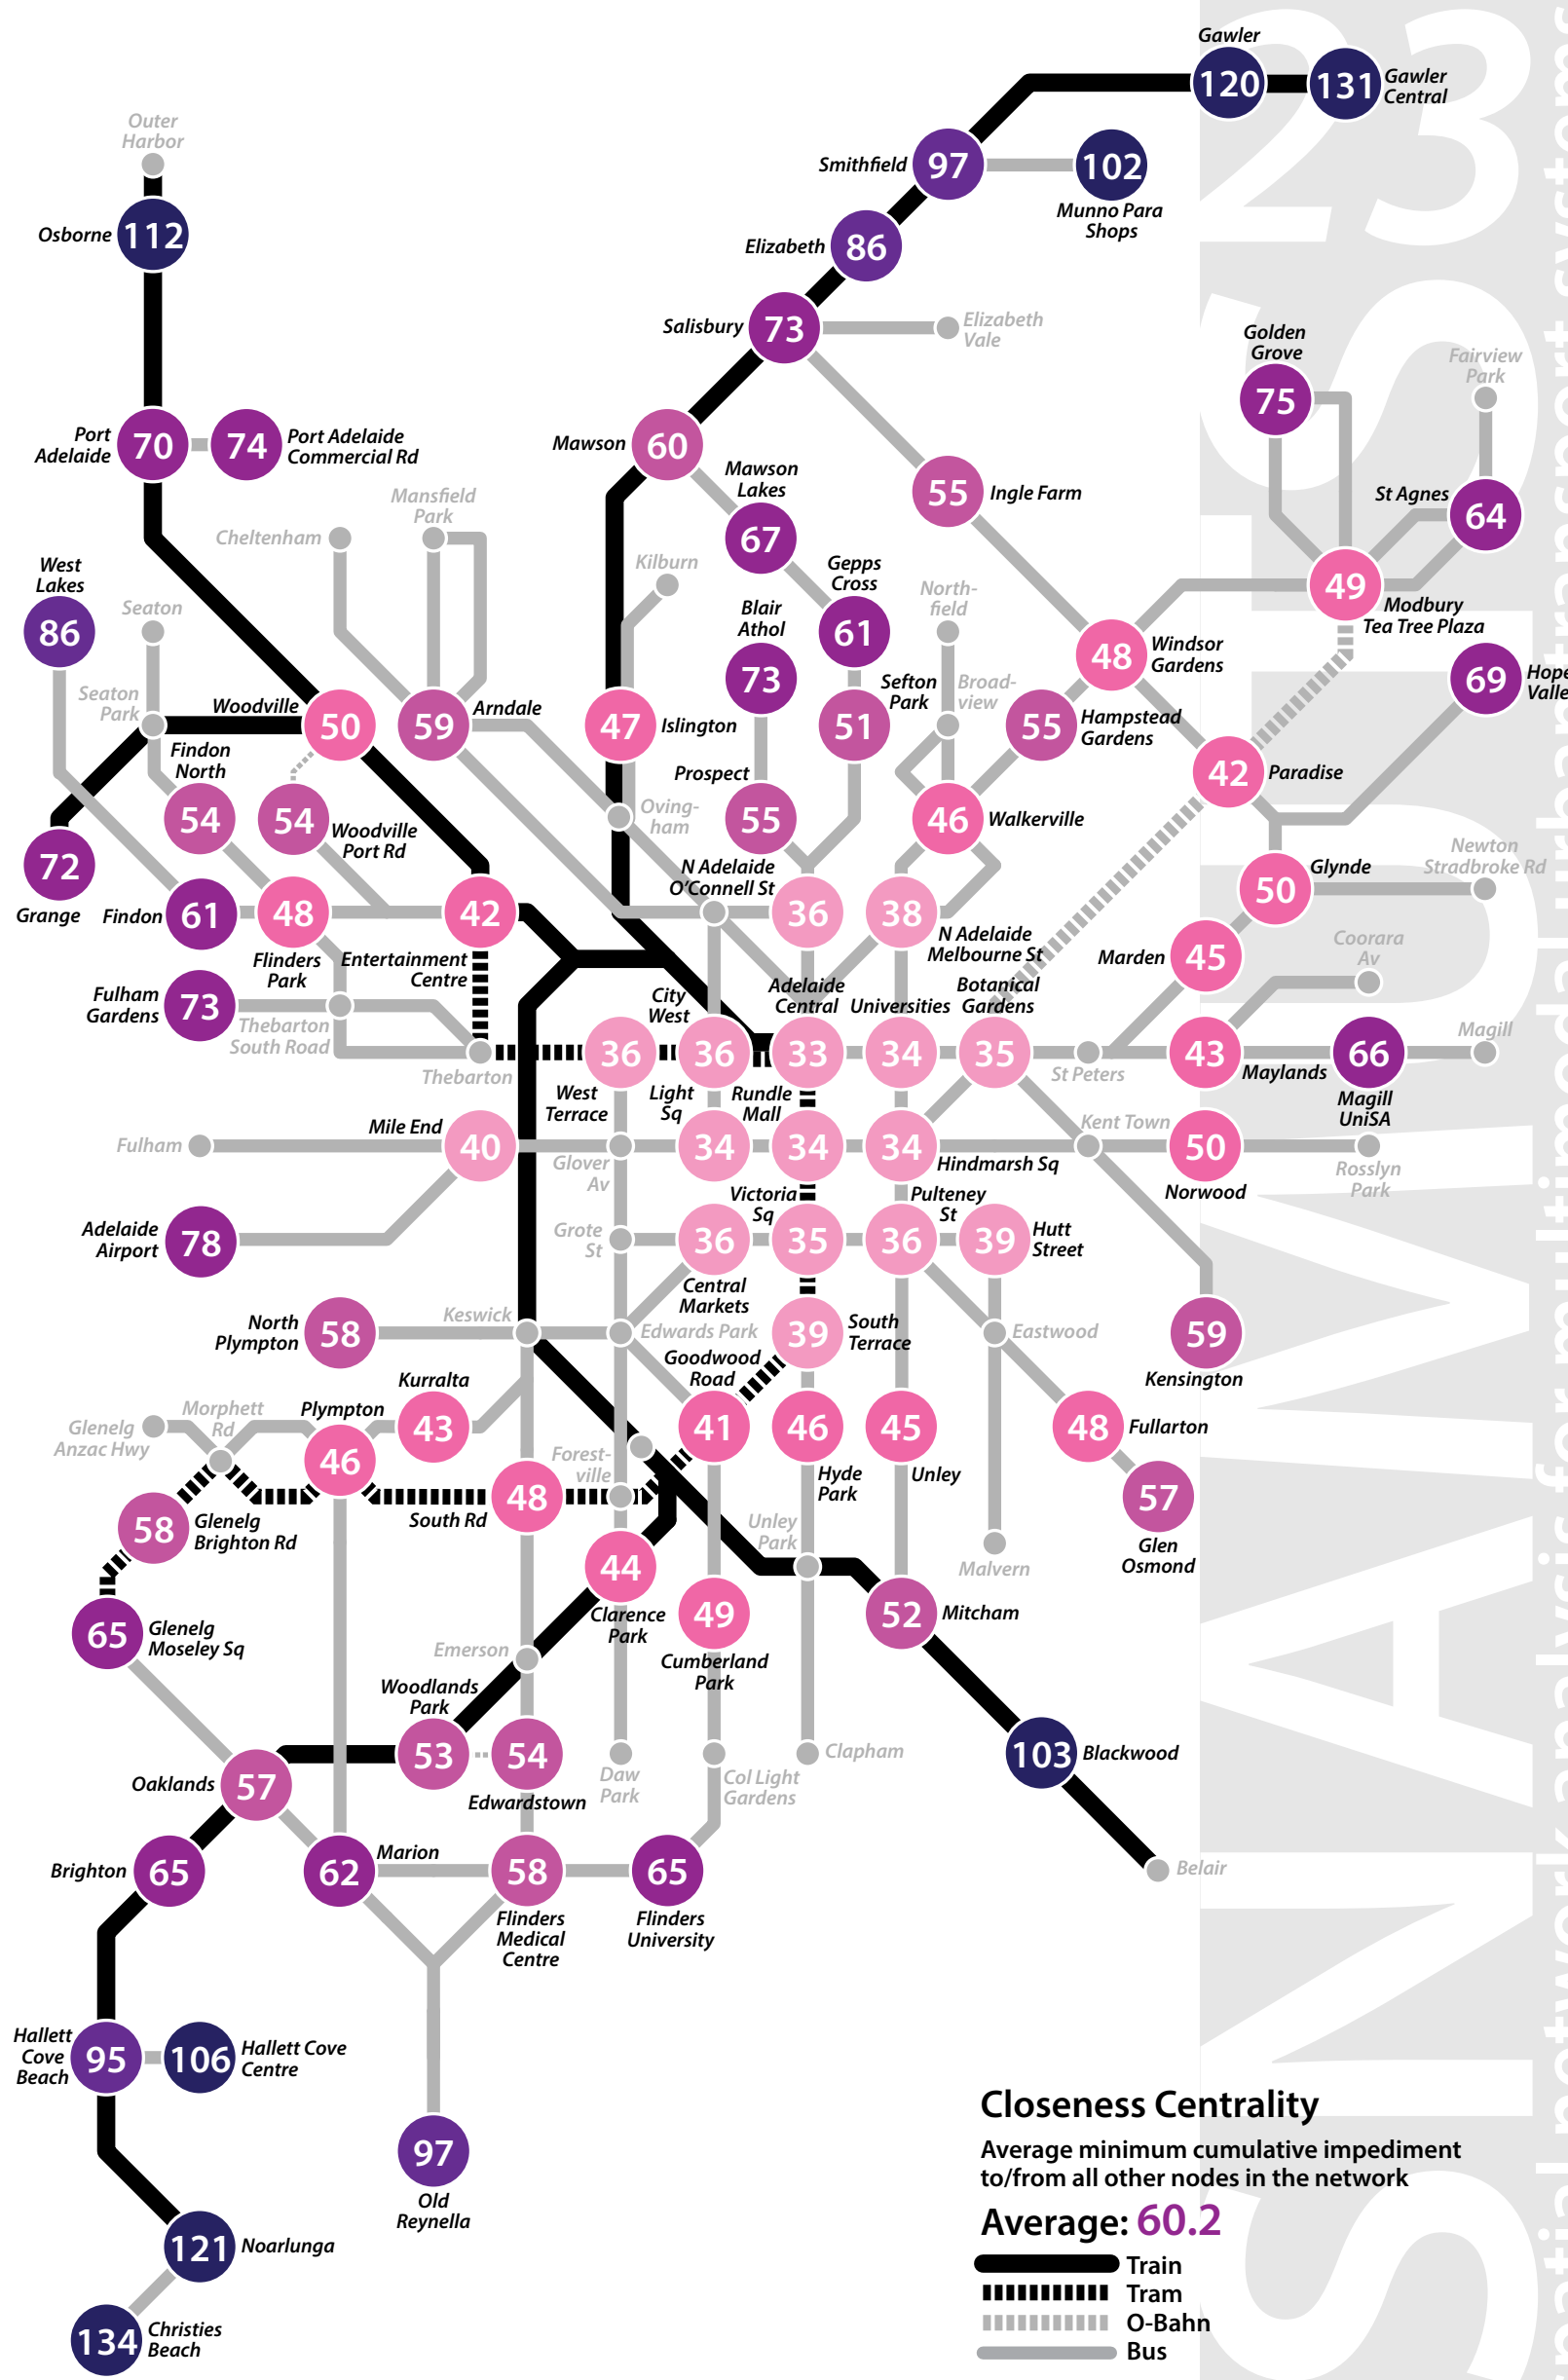 Gawler
120
131
Gawler
Central
Outer
Harbor
Smithfield
97
102
Munno Para
Shops
Osborne
112
Elizabeth
86
Salisbury
73
Elizabeth
Vale
Golden
Grove
75
Fairview
Park
Port
Adelaide
70
74
Port Adelaide
Commercial Rd
Mawson
60
Mawson
Lakes
67
55
Ingle Farm
St Agnes
64
Mansfield
Park
Cheltenham
Kilburn
Gepps
Cross
61
North-
field
49
Modbury
Tea Tree Plaza
West
Lakes
86
Seaton
Blair
Athol
73
48
Windsor
Gardens
69
Hope
Valle
Seaton
Park
Woodville
50
59
Arndale
47
Islington
Sefton
Park
51
Broad-
view
55
Hampstead
Gardens
Findon
North
54
54
Woodville
Port Rd
Prospect
55
Oving-
ham
46
Walkerville
42
Paradise
72
Grange
Findon
61
48
Flinders
Park
42
Entertainment
Centre
N Adelaide
O'Connell St
36
38
N Adelaide
Melbourne St
50
Glynde
Newton
Stradbroke Rd
Marden
45
Coorara
Av
Fulham
Gardens
73
Thebarton
South Road
City
West
Adelaide
Central
Universities
Botanical
Gardens
Thebarton
36
36
33
34
35
St Peters
43
Maylands
66
Magill
UniSA
Magill
West
Terrace
Light
Sq
Rundle
Mall
Fulham
Mile End
40
Glover
Av
34
34
34
Hindmarsh Sq
Kent Town
50
Norwood
Rosslyn
Park
Adelaide
Airport
78
Grote
St
Victoria
Sq
Pulteney
St
36
35
36
39
Hutt
Street
Central
Markets
North
Plympton
58
Keswick
Edwards Park
39
South
Terrace
Eastwood
59
Kensington
Glenelg
Anzac Hwy
Morphett
Rd
Plympton
46
Kurralta
43
Goodwood
Road
41
46
Hyde
Park
45
Unley
48
Fullarton
58
Glenelg
Brighton Rd
South Rd
48
Forest-
ville
57
Glen
Osmond
Unley
Park
Malvern
65
Glenelg
Moseley Sq
44
Clarence
Park
49
Cumberland
Park
52
Mitcham
Emerson
Woodlands
Park
53
54
Edwardstown
Daw
Park
Col Light
Gardens
Clapham
103
Blackwood
Oaklands
57
Brighton
65
62
Marion
58
Flinders
Medical
Centre
65
Flinders
University
Belair
Hallett
Cove
Beach
95
106
Hallett Cove
Centre
97
Old
Reynella
121
Noarlunga
134
Christies
Beach
Closeness Centrality
Average minimum cumulative impediment
to/from all other nodes in the network
Average: 60.2
Train
Tram
O-Bahn
Bus
SNAMUTS 23